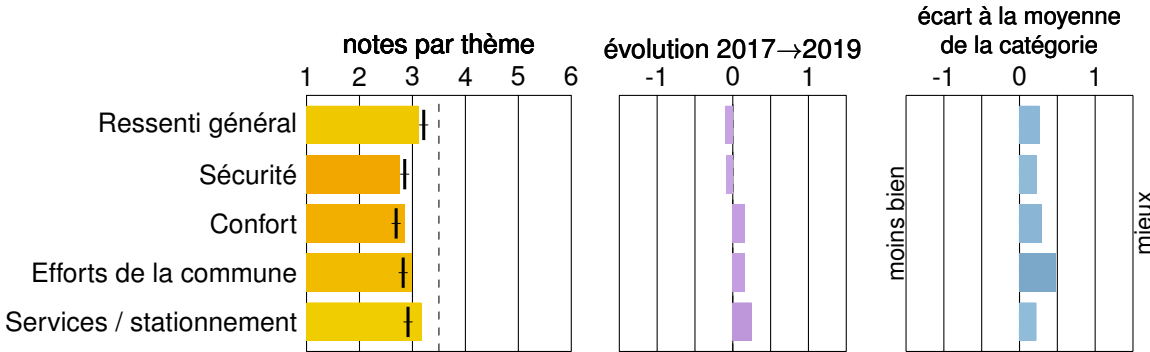 notes par thème
1 2 3 4 5 6
Ressenti général
Sécurité
Confort
Efforts de la commune
Services / stationnement
évolution 2017→2019
-1 0 1
écart à la moyenne
de la catégorie
-1 0 1
moins bien
mieux